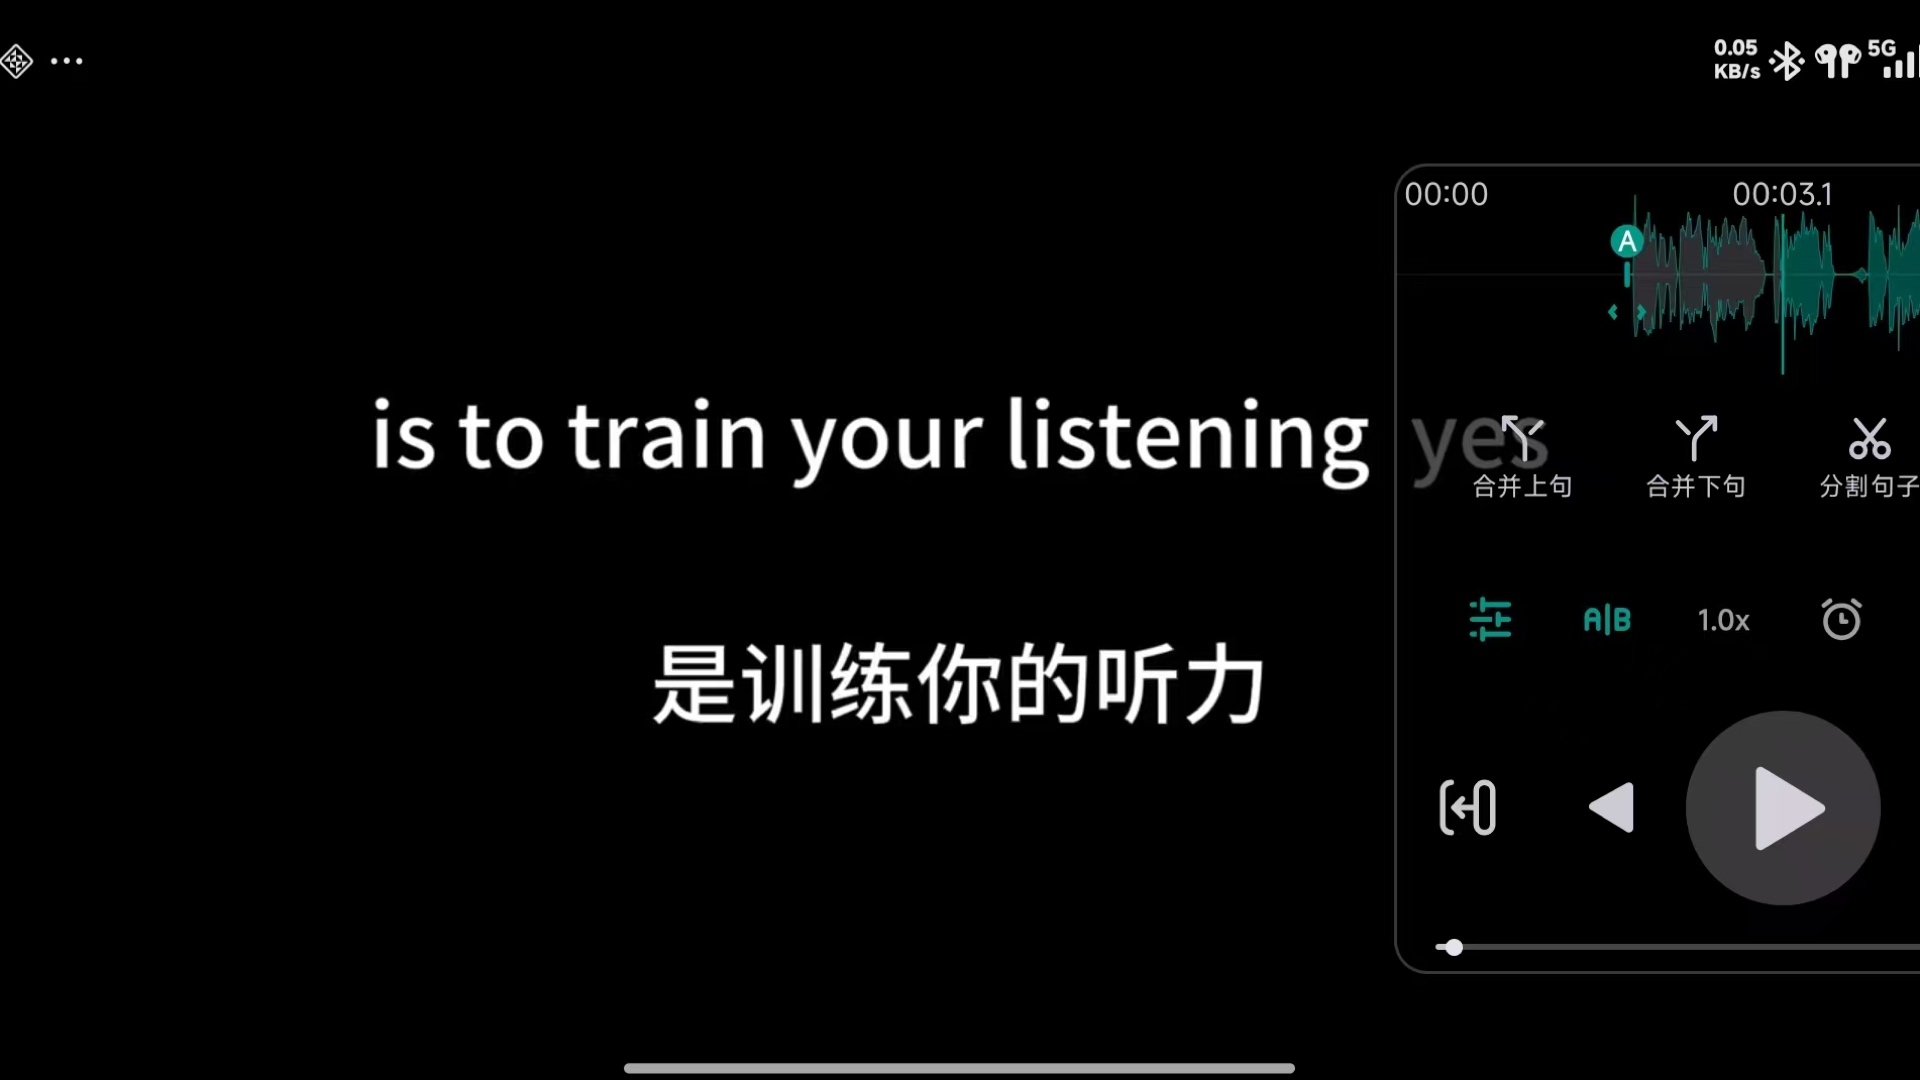 0.05
KB/s
5G
00:00 00:03.1
A
is to train your listening yes
合并上句 合并下句 分割句子
A|B 1.0x
是训练你的听力